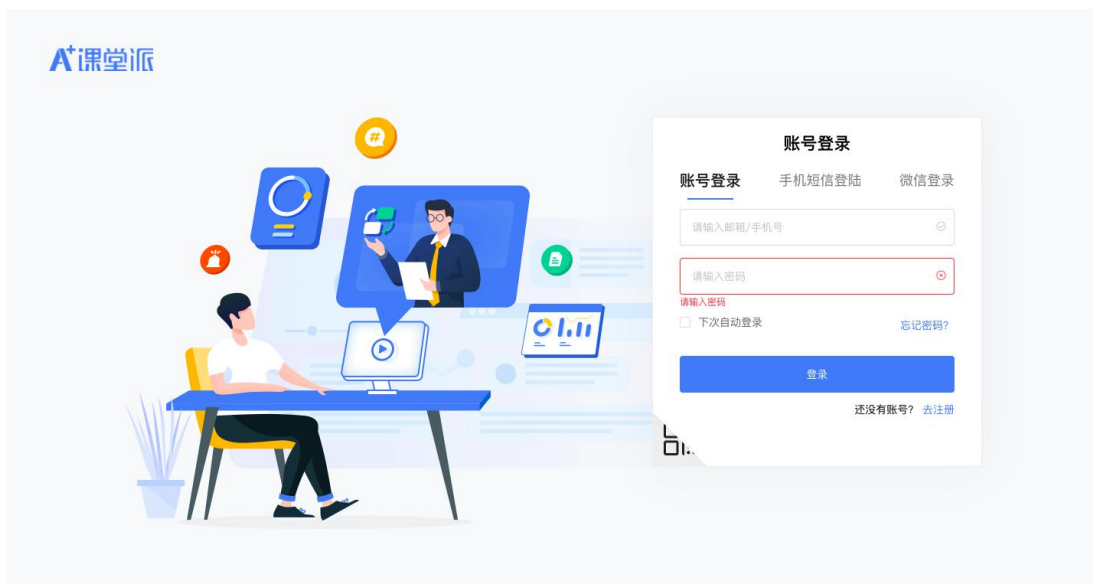 A+课堂派
账号登录
账号登录 手机短信登陆 微信登录
请输入邮箱/手机号
请输入密码
请输入密码
下次自动登录 忘记密码?
登录
还没有账号? 去注册
#